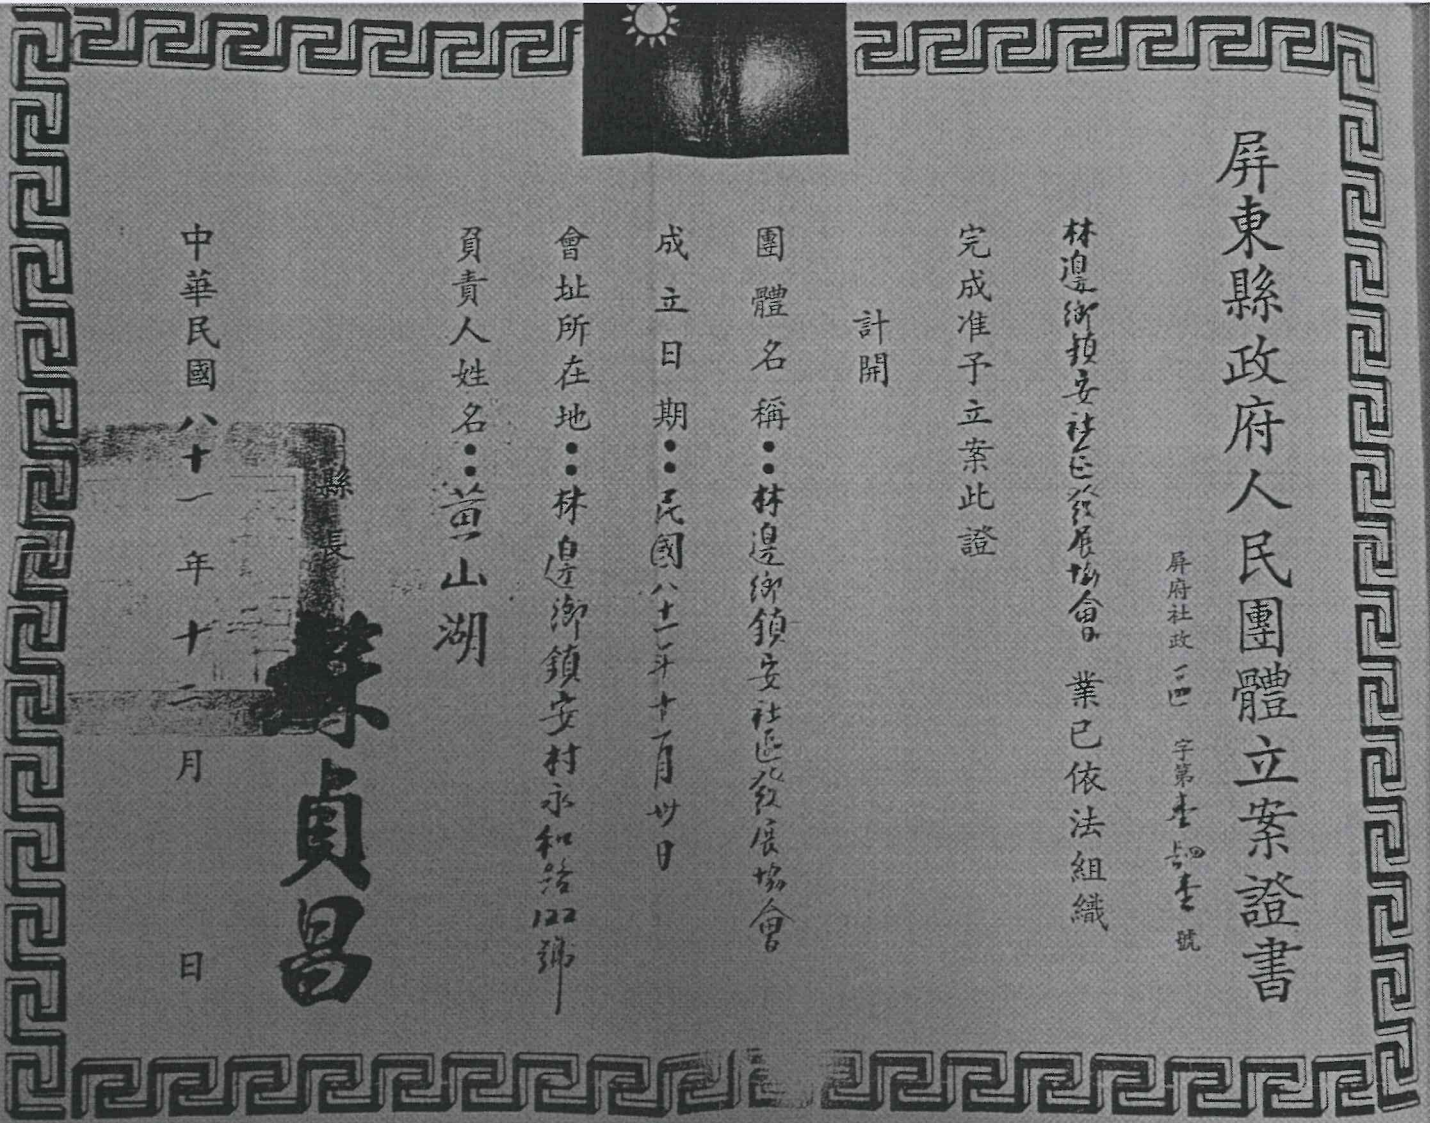 屏東縣政府人民團體立案證書
屏府社政 字第壹 壹號
林邊鄉鎮安社區發展協會 業已依法組織
完成准予立案此證
計開
團體名稱:林邊鄉鎮安社區發展協會
成立日期:民國八十一年十一月卅日
會址所在地:林邊鄉鎮安村永和路122號
負責人姓名:黃山湖
縣長 蘇貞昌
中華民國八十一年十二月 日